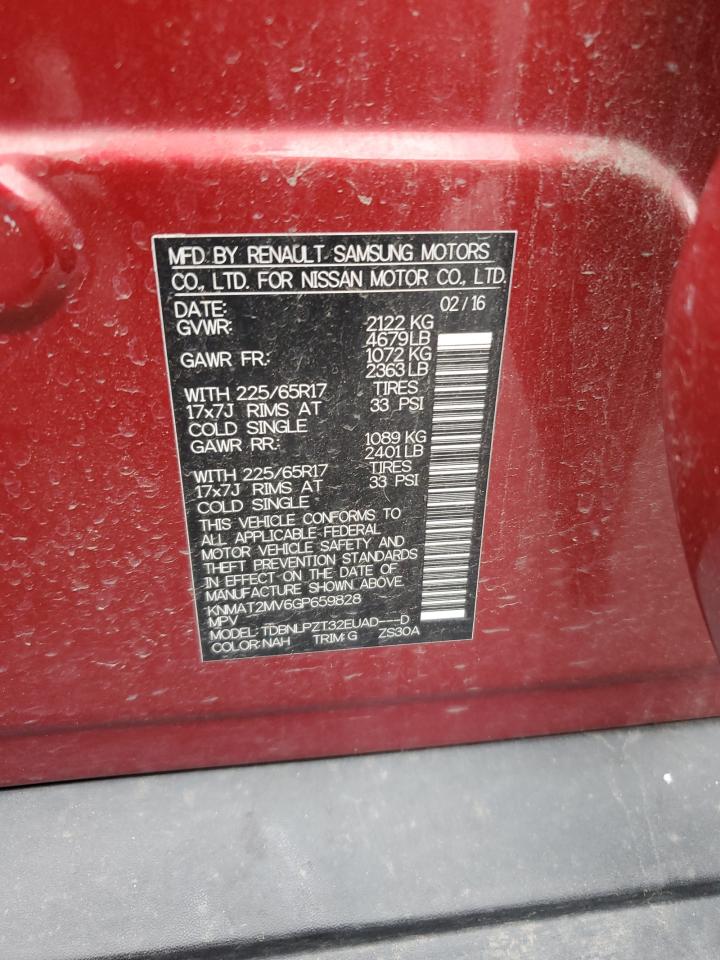 MFD BY RENAULT SAMSUNG MOTORS
CO., LTD. FOR NISSAN MOTOR CO., LTD.
DATE: 02/16
GVWR: 2122 KG
4679LB
GAWR FR: 1072 KG
2363LB
WITH 225/65R17 TIRES
17x7J RIMS AT 33 PSI
COLD SINGLE
GAWR RR: 1089 KG
2401LB
WITH 225/65R17 TIRES
17x7J RIMS AT 33 PSI
COLD SINGLE
THIS VEHICLE CONFORMS TO
ALL APPLICABLE FEDERAL
MOTOR VEHICLE SAFETY AND
THEFT PREVENTION STANDARDS
IN EFFECT ON THE DATE OF
MANUFACTURE SHOWN ABOVE.
KNMAT2MV6GP659828
MPV
MODEL: TDBNLPZT32EUAD---D
COLOR: NAH TRIM: G ZS30A